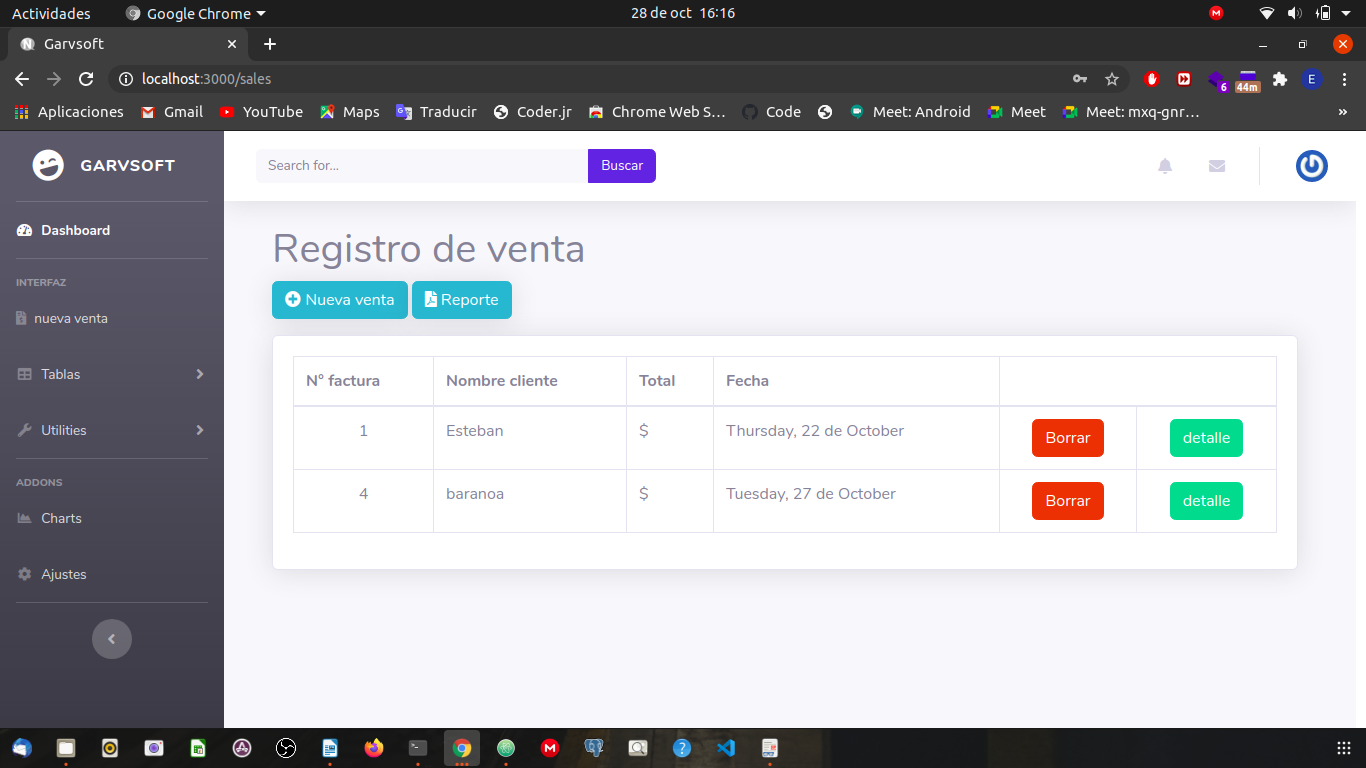 Actividades Google Chrome 28 de oct 16:16 M
N Garvsoft
localhost:3000/sales E 6 44m
Aplicaciones Gmail YouTube Maps Traducir Coder.jr Chrome Web S… Code Meet: Android Meet Meet: mxq-gnr… »
GARVSOFT
Search for...
Buscar
Dashboard
INTERFAZ
nueva venta
Tablas
Utilities
ADDONS
Charts
Ajustes
Registro de venta
Nueva venta Reporte
N° factura Nombre cliente Total Fecha
1 Esteban $ Thursday, 22 de October Borrar detalle
4 baranoa $ Tuesday, 27 de October Borrar detalle